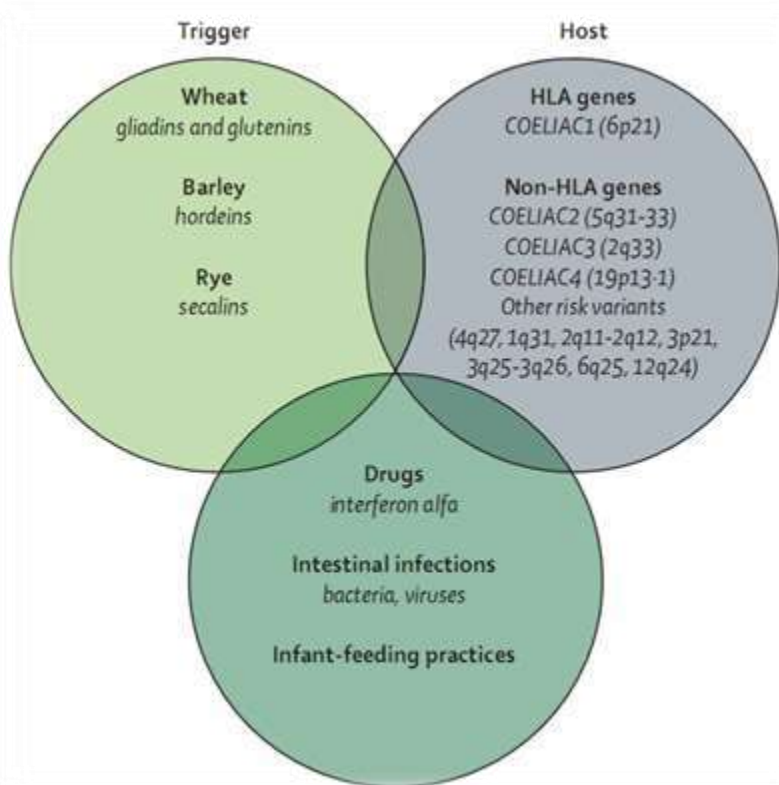 Trigger
Host
Wheat
gliadins and glutenins
Barley
hordeins
Rye
secalins
HLA genes
COELIAC1 (6p21)
Non-HLA genes
COELIAC2 (5q31-33)
COELIAC3 (2q33)
COELIAC4 (19p13·1)
Other risk variants
(4q27, 1q31, 2q11-2q12, 3p21,
3q25-3q26, 6q25, 12q24)
Drugs
interferon alfa
Intestinal infections
bacteria, viruses
Infant-feeding practices